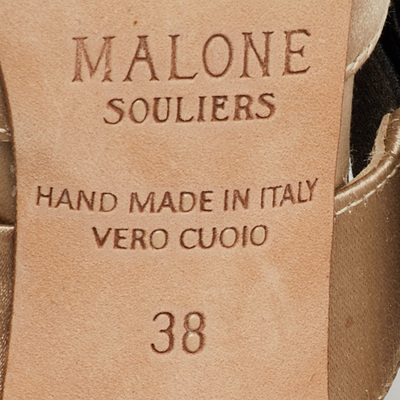 MALONE
SOULIERS
HAND MADE IN ITALY
VERO CUOIO
38